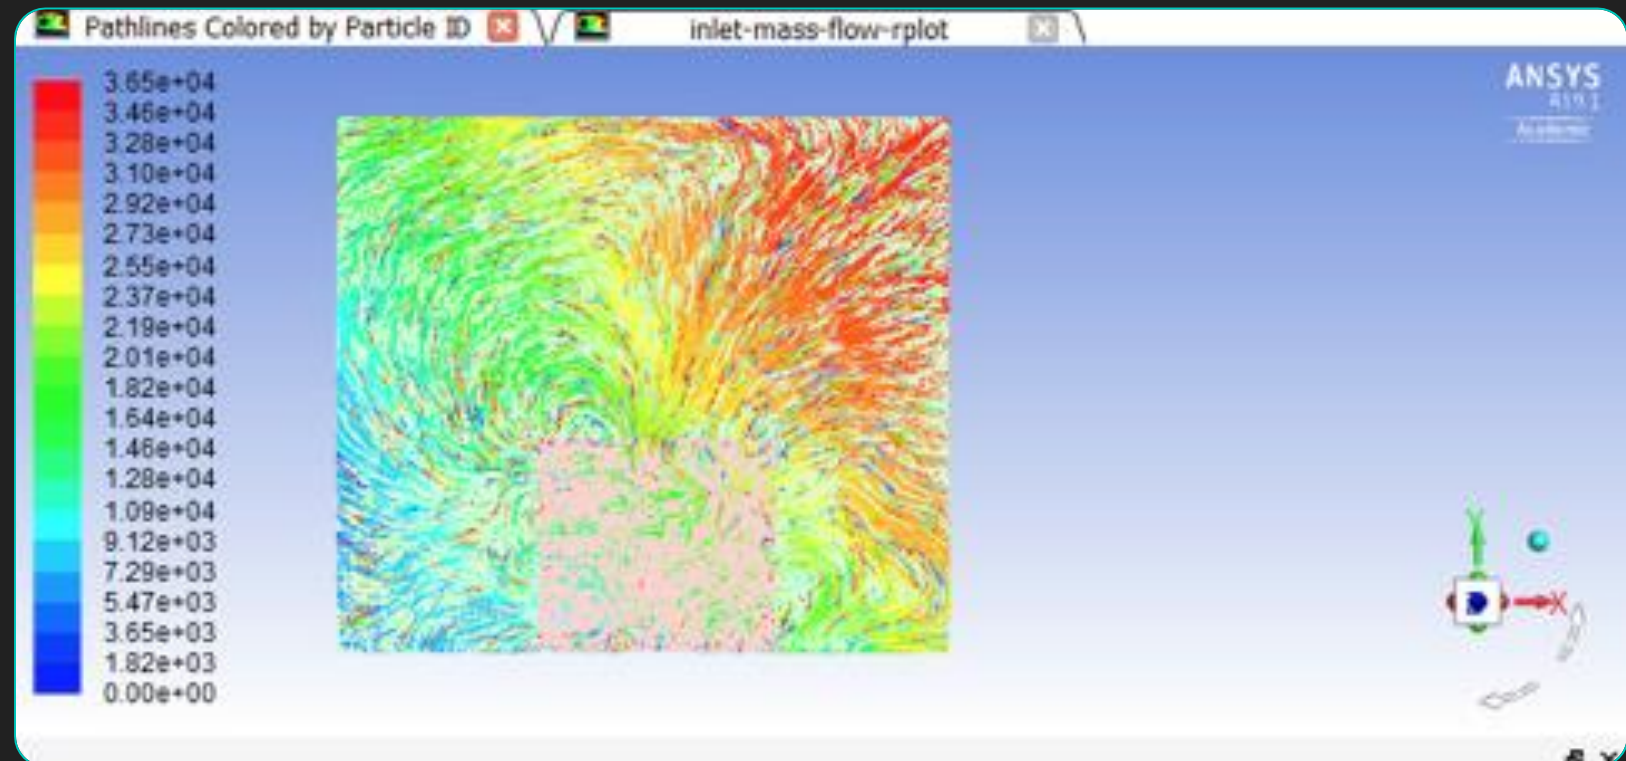 Pathlines Colored by Particle ID
inlet-mass-flow-rplot
3.65e+04
3.46e+04
3.28e+04
3.10e+04
2.92e+04
2.73e+04
2.55e+04
2.37e+04
2.19e+04
2.01e+04
1.82e+04
1.64e+04
1.46e+04
1.28e+04
1.09e+04
9.12e+03
7.29e+03
5.47e+03
3.65e+03
1.82e+03
0.00e+00
ANSYS
R19.1
Academic
Y
X